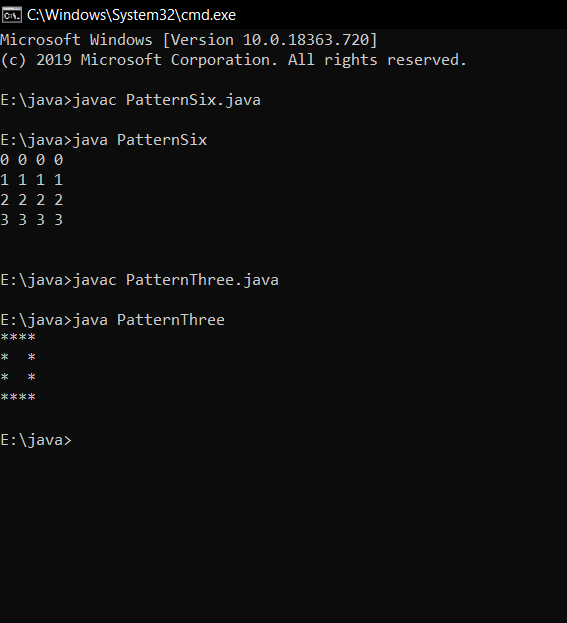 C:\Windows\System32\cmd.exe
Microsoft Windows [Version 10.0.18363.720]
(c) 2019 Microsoft Corporation. All rights reserved.
E:\java>javac PatternSix.java
E:\java>java PatternSix
0 0 0 0
1 1 1 1
2 2 2 2
3 3 3 3
E:\java>javac PatternThree.java
E:\java>java PatternThree
****
*  *
*  *
****
E:\java>